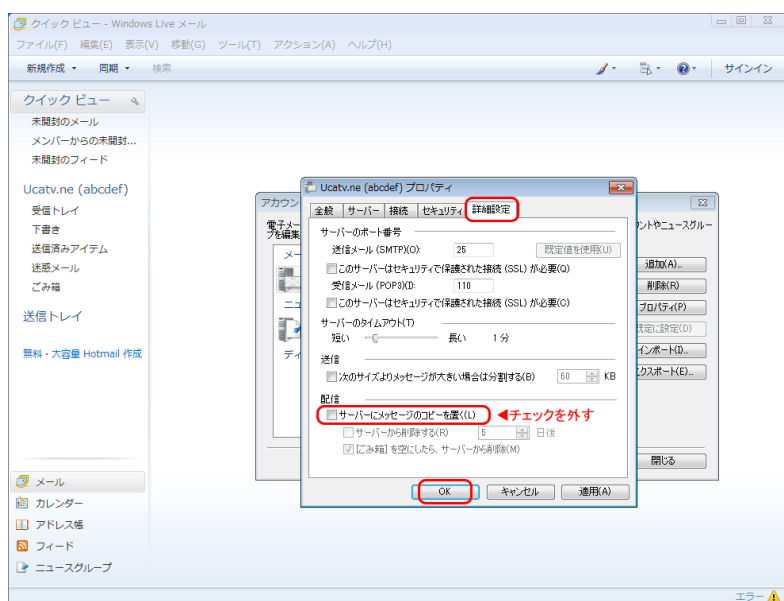 クイック ビュー - Windows Live メール
ファイル(F) 編集(E) 表示(V) 移動(G) ツール(T) アクション(A) ヘルプ(H)
新規作成 同期 検索 サインイン
クイック ビュー
未開封のメール
メンバーからの未開封...
未開封のフィード
Ucatv.ne (abcdef)
受信トレイ
下書き
送信済みアイテム
迷惑メール
ごみ箱
送信トレイ
無料・大容量 Hotmail 作成
メール
カレンダー
アドレス帳
フィード
ニュースグループ
アカウン
電子メー
プを編集
メー
ニュ
ディ
ントやニュースグルー
追加(A)...
削除(R)
プロパティ(P)
既定に設定(D)
インポート(I)...
エクスポート(E)...
閉じる
Ucatv.ne (abcdef) プロパティ
全般 サーバー 接続 セキュリティ 詳細設定
サーバーのポート番号
送信メール (SMTP)(O): 25 既定値を使用(U)
このサーバーはセキュリティで保護された接続 (SSL) が必要(Q)
受信メール (POP3)(I): 110
このサーバーはセキュリティで保護された接続 (SSL) が必要(C)
サーバーのタイムアウト(T)
短い 長い 1 分
送信
次のサイズよりメッセージが大きい場合は分割する(B) 60 KB
配信
サーバーにメッセージのコピーを置く(L) ◀チェックを外す
サーバーから削除する(R) 5 日後
[ごみ箱] を空にしたら、サーバーから削除(M)
OK キャンセル 適用(A)
エラー